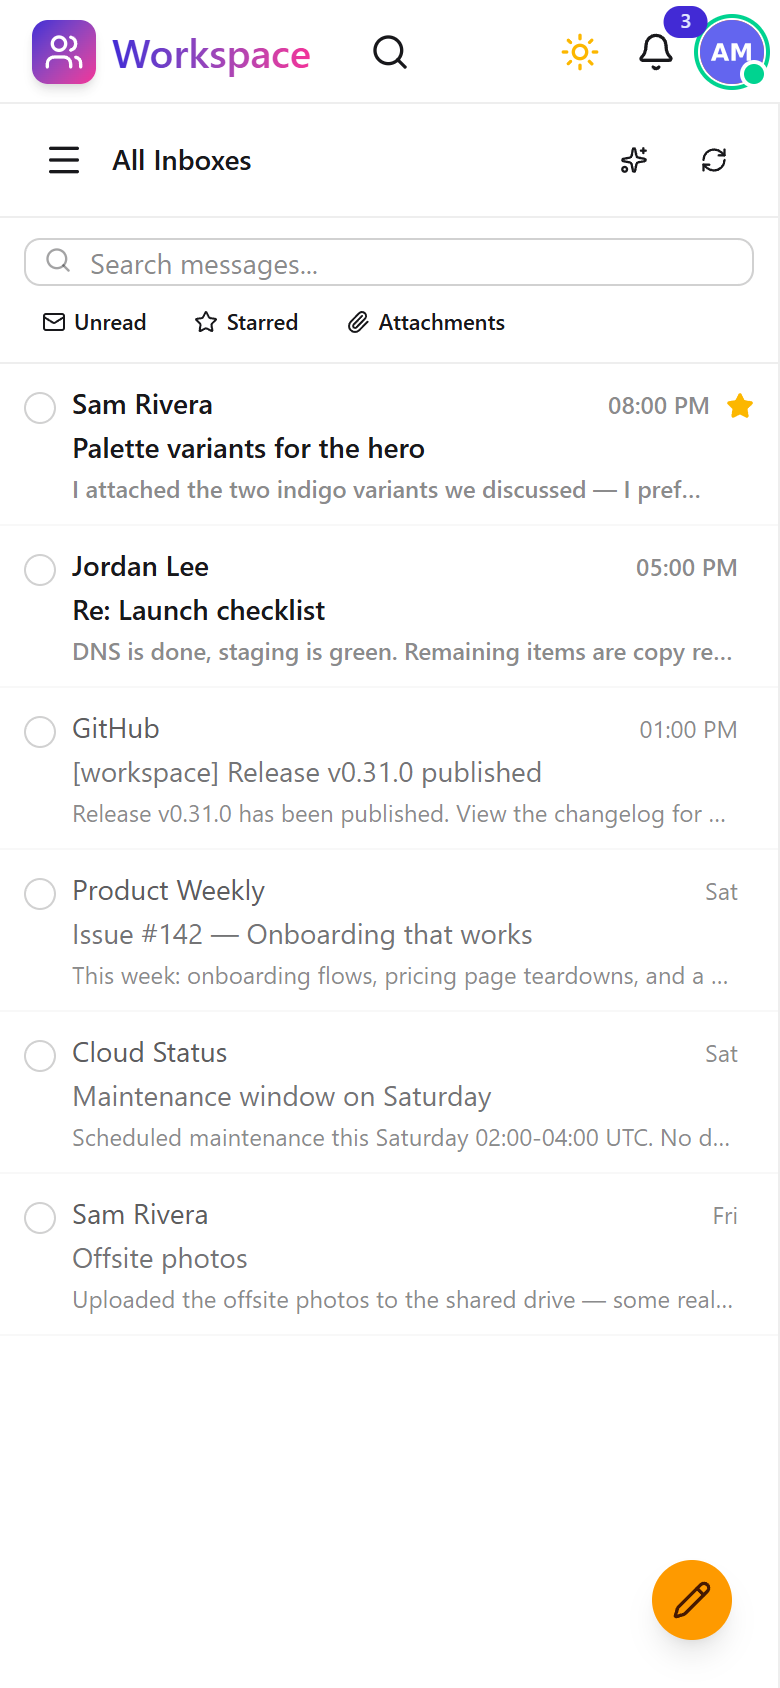 Workspace
3
AM
All Inboxes
Search messages...
Unread
Starred
Attachments
Sam Rivera
08:00 PM
Palette variants for the hero
I attached the two indigo variants we discussed — I pref...
Jordan Lee
05:00 PM
Re: Launch checklist
DNS is done, staging is green. Remaining items are copy re...
GitHub
01:00 PM
[workspace] Release v0.31.0 published
Release v0.31.0 has been published. View the changelog for ...
Product Weekly
Sat
Issue #142 — Onboarding that works
This week: onboarding flows, pricing page teardowns, and a ...
Cloud Status
Sat
Maintenance window on Saturday
Scheduled maintenance this Saturday 02:00-04:00 UTC. No d...
Sam Rivera
Fri
Offsite photos
Uploaded the offsite photos to the shared drive — some real...